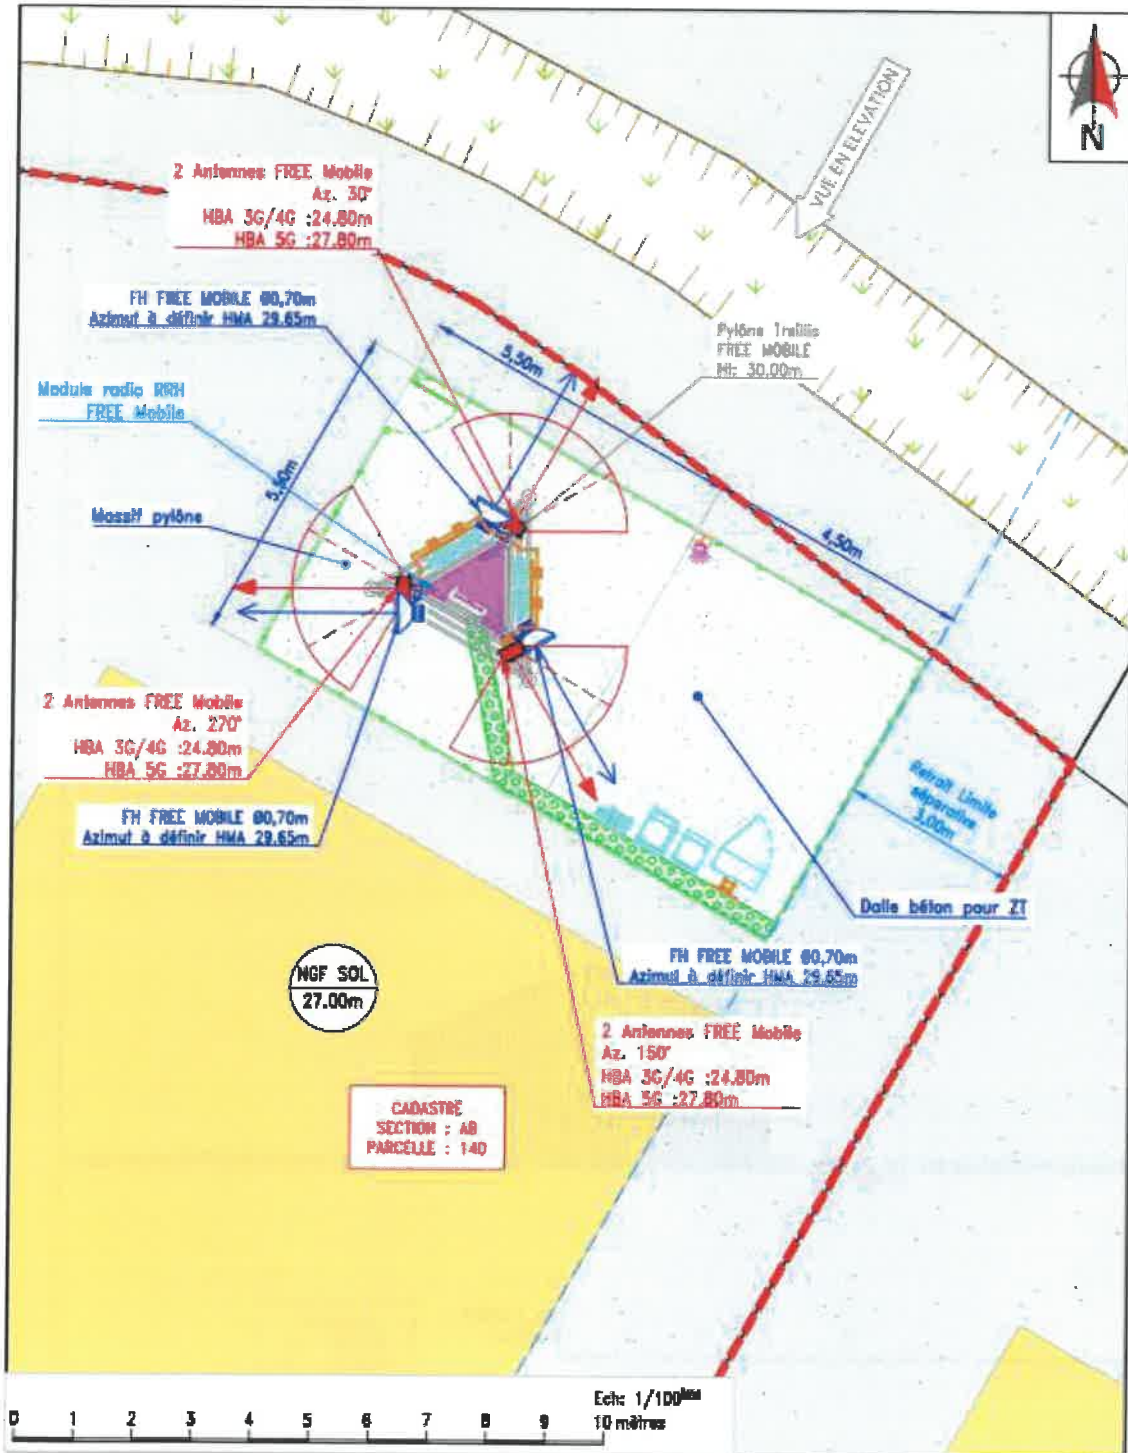 N
VUE EN ELEVATION
2 Antennes FREE Mobile
Az. 30°
HBA 3G/4G :24.80m
HBA 5G :27.80m
FH FREE MOBILE Ø0,70m
Azimut à définir HMA 29.65m
Pylône Treillis
FREE MOBILE
Ht: 30.00m
5,50m
Module radio RRH
FREE Mobile
Massif pylône
4,50m
2 Antennes FREE Mobile
Az. 270°
HBA 3G/4G :24.80m
HBA 5G :27.80m
FH FREE MOBILE Ø0,70m
Azimut à définir HMA 29.65m
Retrait Limite
séparative
3,00m
Dalle béton pour ZT
FH FREE MOBILE Ø0,70m
Azimut à définir HMA 29.65m
NGF SOL
27.00m
2 Antennes FREE Mobile
Az. 150°
HBA 3G/4G :24.80m
HBA 5G :27.80m
CADASTRE
SECTION : AB
PARCELLE : 140
Ech: 1/100
0 1 2 3 4 5 6 7 8 9 10 mètres